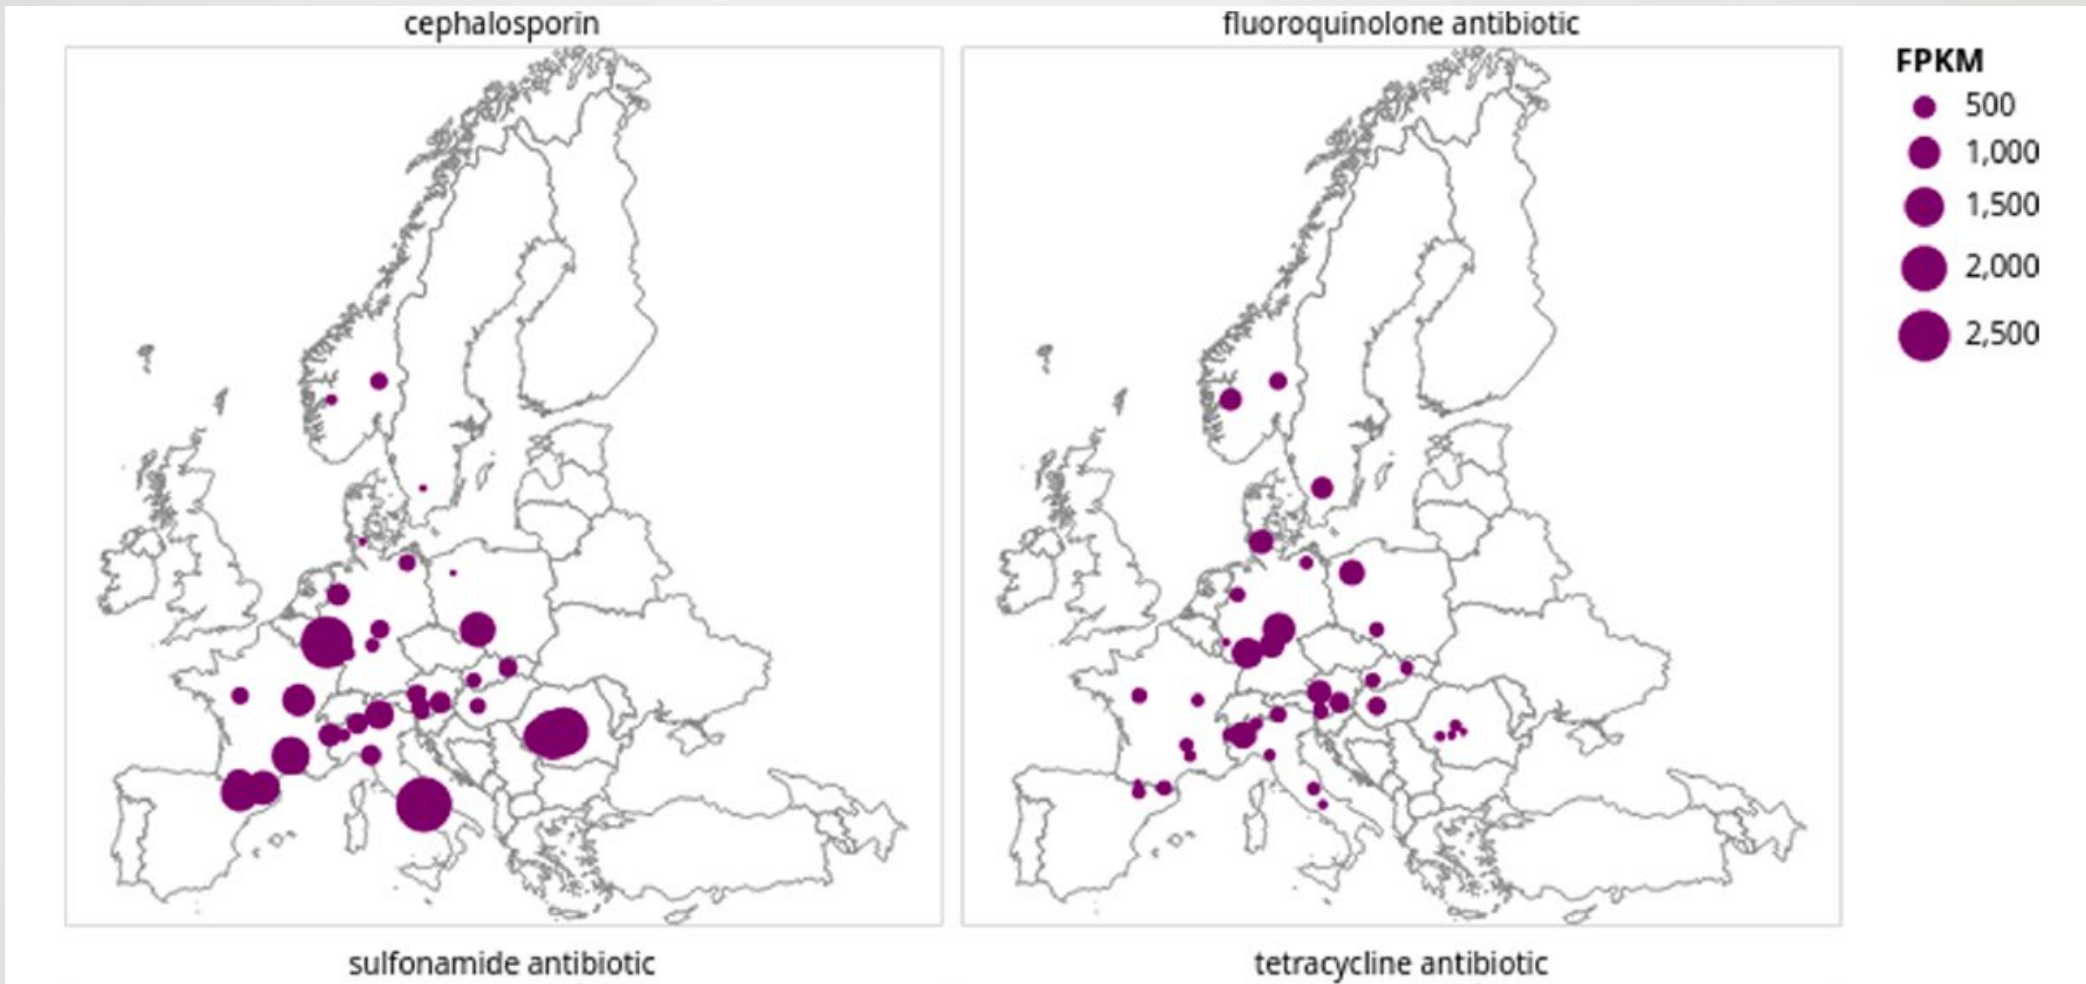 cephalosporin
fluoroquinolone antibiotic
FPKM
500
1,000
1,500
2,000
2,500
sulfonamide antibiotic
tetracycline antibiotic